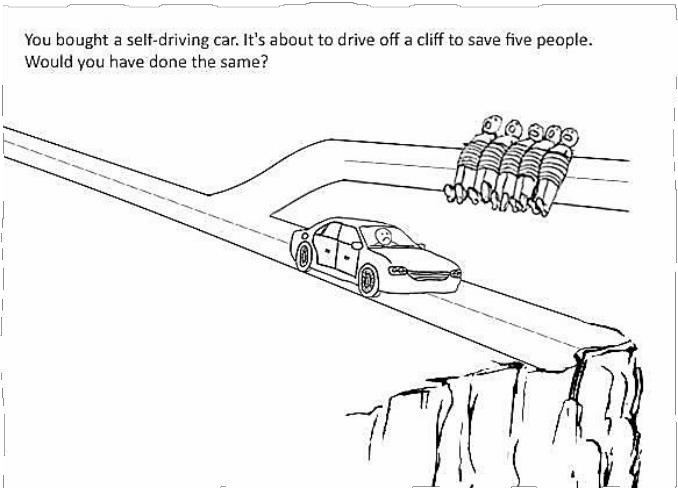 You bought a self-driving car. It's about to drive off a cliff to save five people.
Would you have done the same?